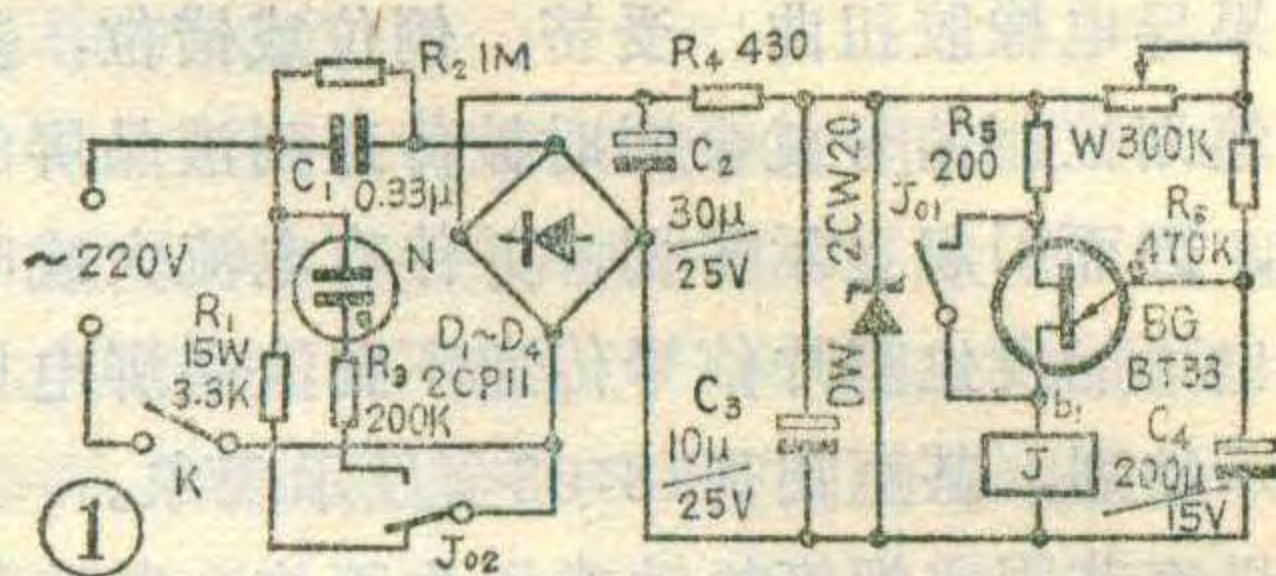 R₂ 1M
R₄ 430
C₁
0.33μ
C₂
30μ
25V
~220V
N
R₁
15W
3.3K
R₃
200K
D₁~D₄
2CP11
K
J₀₂
C₃
10μ
25V
2CW20
DW
R₅
200
J₀₁
W 300K
R₆
470K
e
BG
BT33
b₁
J
C₄
200μ
15V
①